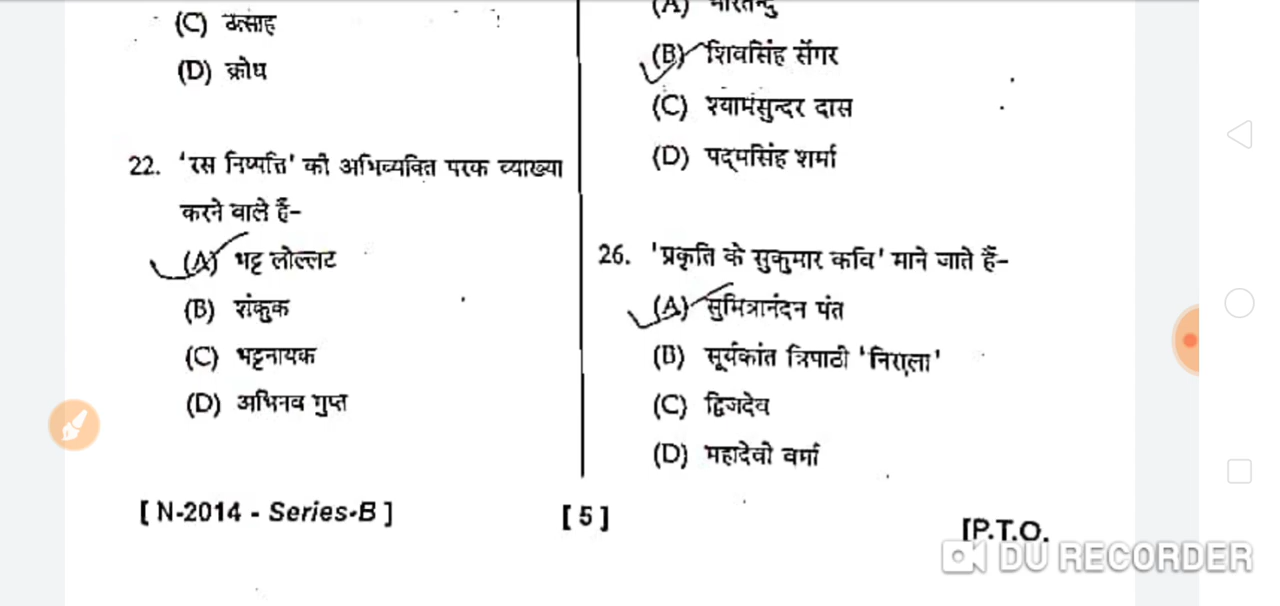 (C) उत्साह
(D) क्रोध
22. 'रस निष्पत्ति' की अभिव्यक्ति परक व्याख्या
करने वाले हैं-
(A) भट्ट लोल्लट
(B) शंकुक
(C) भट्टनायक
(D) अभिनव गुप्त
(A) भारतेन्दु
(B) शिवसिंह सेंगर
(C) श्यामसुन्दर दास
(D) पद्मसिंह शर्मा
26. 'प्रकृति के सुकुमार कवि' माने जाते हैं-
(A) सुमित्रानंदन पंत
(B) सूर्यकांत त्रिपाठी 'निराला'
(C) द्विजदेव
(D) महादेवी वर्मा
[ N-2014 - Series-B ]
[ 5 ]
[P.T.O.
DU RECORDER